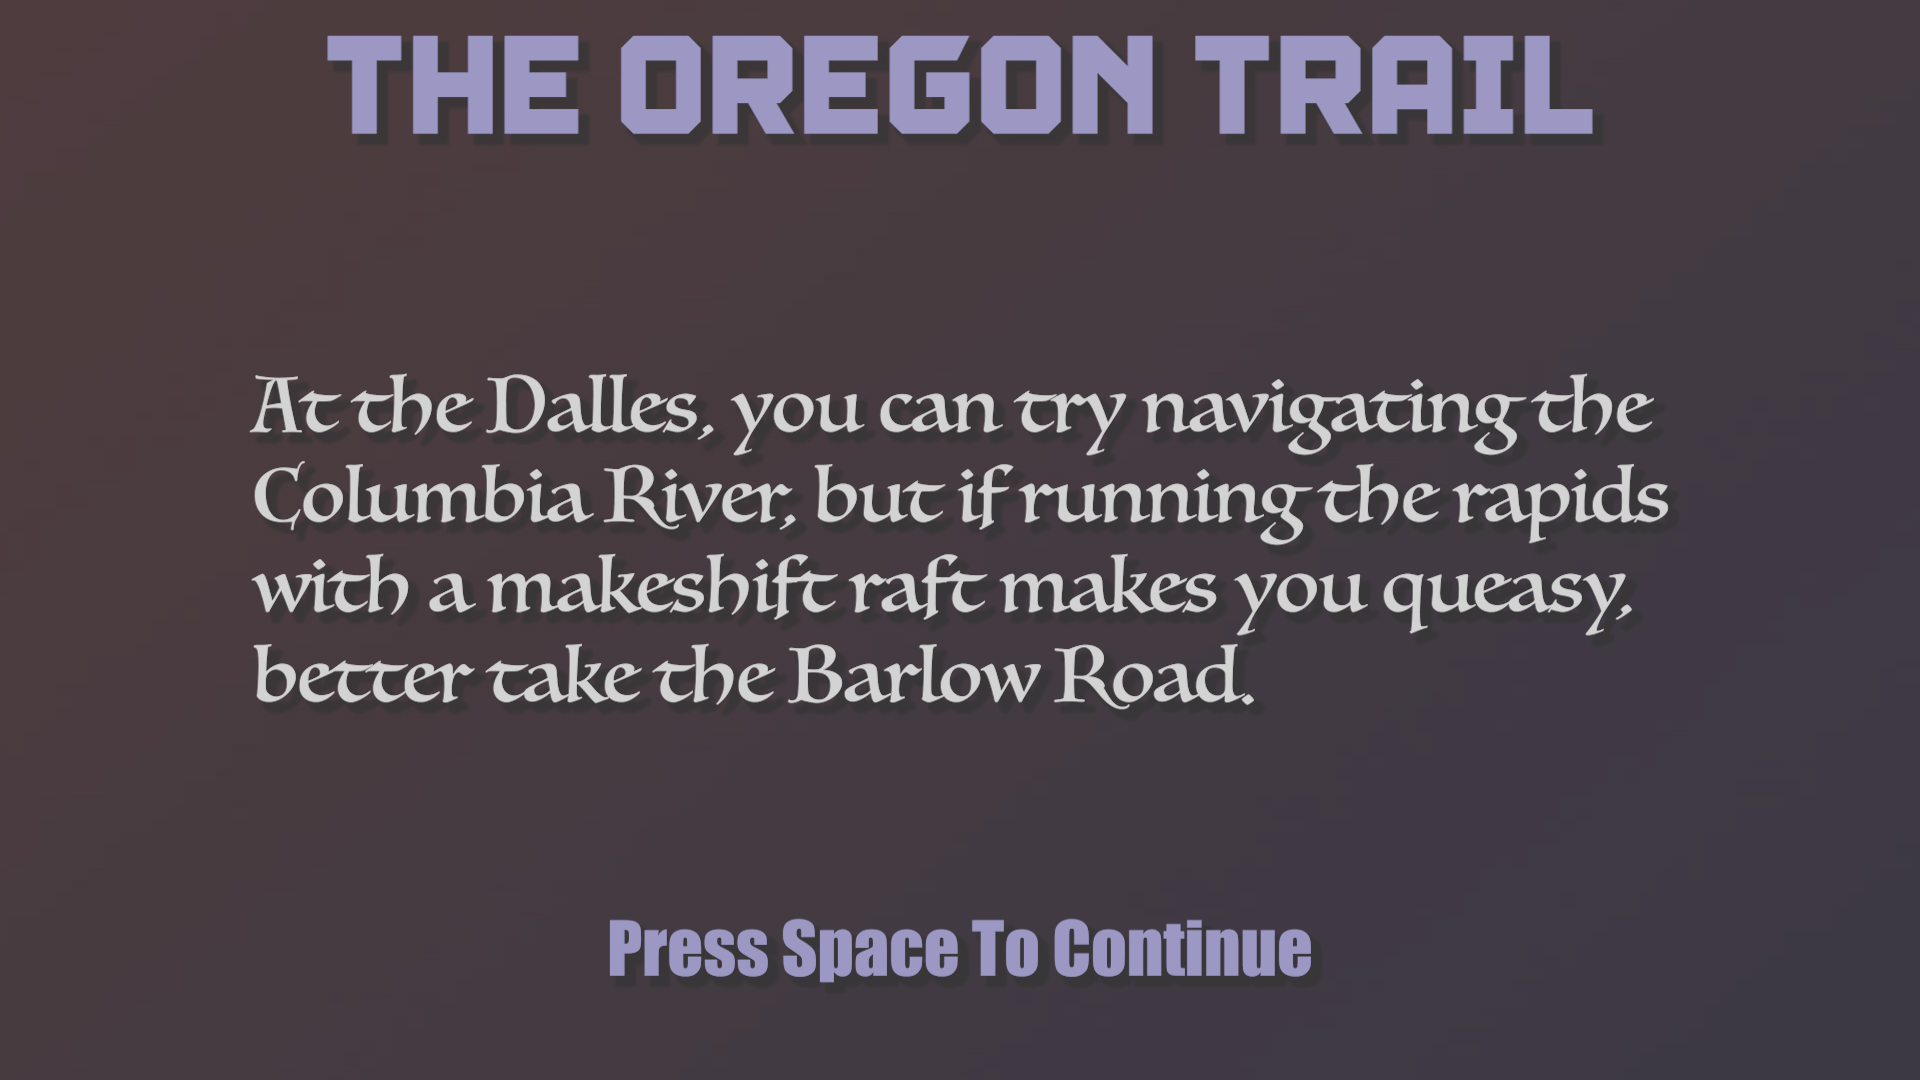 THE OREGON TRAIL
At the Dalles, you can try navigating the
Columbia River, but if running the rapids
with a makeshift raft makes you queasy,
better take the Barlow Road.
Press Space To Continue